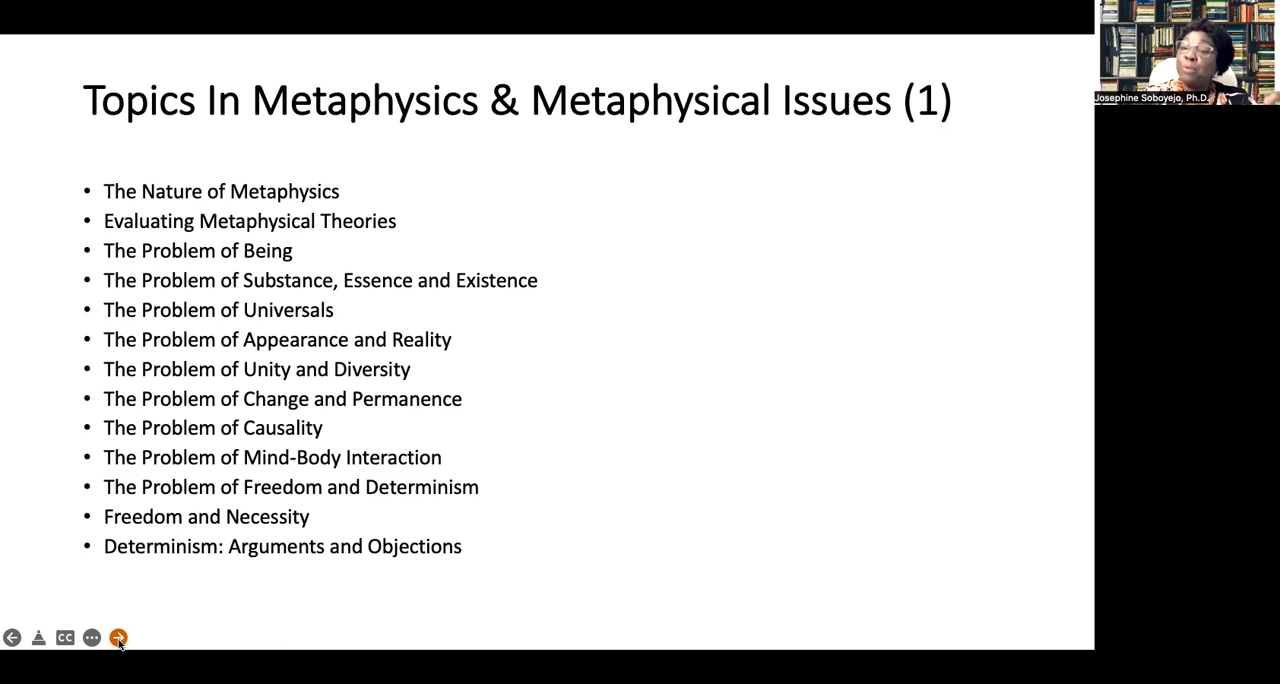 Topics In Metaphysics & Metaphysical Issues (1)
• The Nature of Metaphysics
• Evaluating Metaphysical Theories
• The Problem of Being
• The Problem of Substance, Essence and Existence
• The Problem of Universals
• The Problem of Appearance and Reality
• The Problem of Unity and Diversity
• The Problem of Change and Permanence
• The Problem of Causality
• The Problem of Mind-Body Interaction
• The Problem of Freedom and Determinism
• Freedom and Necessity
• Determinism: Arguments and Objections
CC
Josephine Soboyejo, Ph.D.